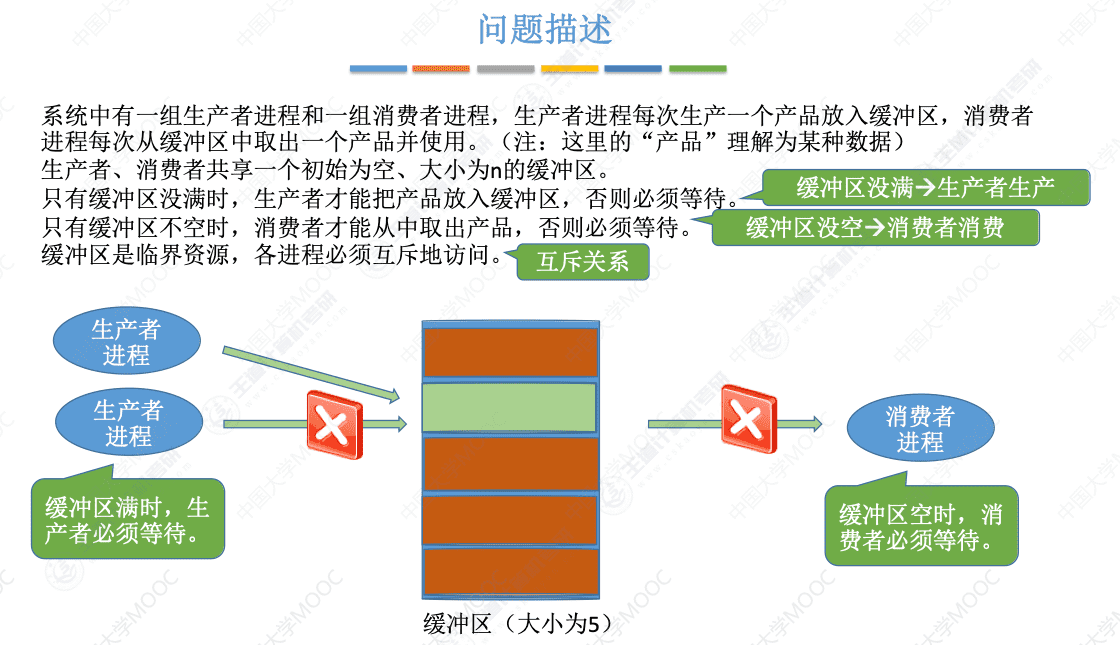 问题描述
系统中有一组生产者进程和一组消费者进程，生产者进程每次生产一个产品放入缓冲区，消费者
进程每次从缓冲区中取出一个产品并使用。（注：这里的“产品”理解为某种数据）
生产者、消费者共享一个初始为空、大小为n的缓冲区。
只有缓冲区没满时，生产者才能把产品放入缓冲区，否则必须等待。
缓冲区没满→生产者生产
只有缓冲区不空时，消费者才能从中取出产品，否则必须等待。
缓冲区没空→消费者消费
缓冲区是临界资源，各进程必须互斥地访问。
互斥关系
生产者
进程
生产者
进程
缓冲区满时，生
产者必须等待。
消费者
进程
缓冲区空时，消
费者必须等待。
缓冲区（大小为5）
中国大学MOOC
王道计算机考研